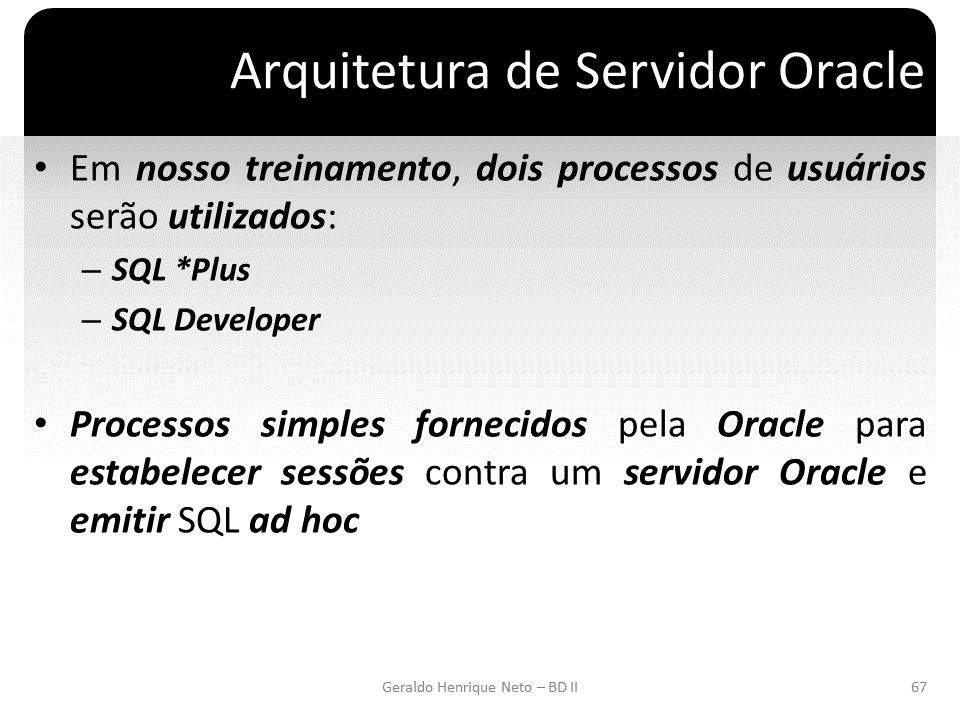 Arquitetura de Servidor Oracle
• Em nosso treinamento, dois processos de usuários
serão utilizados:
– SQL *Plus
– SQL Developer
• Processos simples fornecidos pela Oracle para
estabelecer sessões contra um servidor Oracle e
emitir SQL ad hoc
Geraldo Henrique Neto – BD II
67